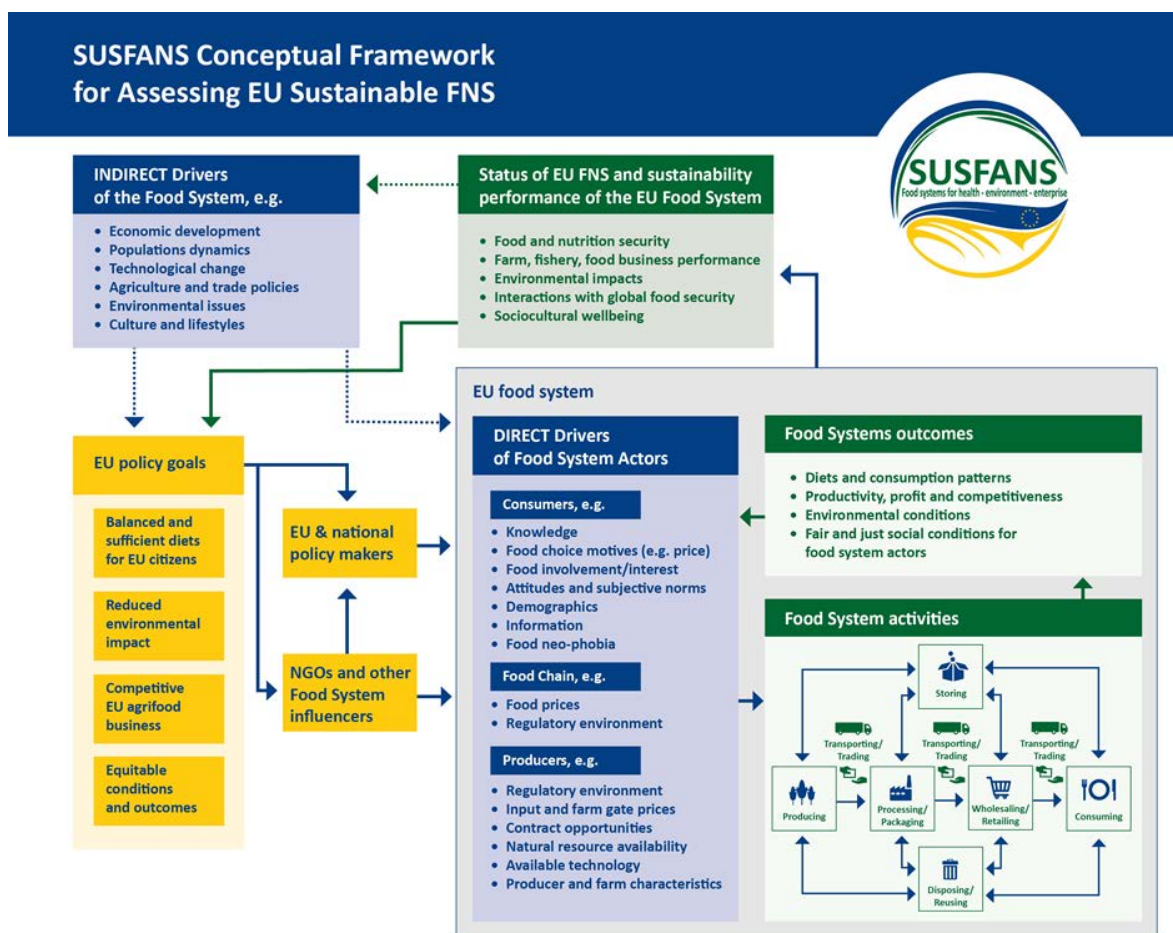 SUSFANS Conceptual Framework
for Assessing EU Sustainable FNS
SUSFANS
Food systems for health - environment - enterprise
INDIRECT Drivers
of the Food System, e.g.
• Economic development
• Populations dynamics
• Technological change
• Agriculture and trade policies
• Environmental issues
• Culture and lifestyles
Status of EU FNS and sustainability
performance of the EU Food System
• Food and nutrition security
• Farm, fishery, food business performance
• Environmental impacts
• Interactions with global food security
• Sociocultural wellbeing
EU policy goals
Balanced and
sufficient diets
for EU citizens
Reduced
environmental
impact
Competitive
EU agrifood
business
Equitable
conditions
and outcomes
EU & national
policy makers
NGOs and other
Food System
influencers
EU food system
DIRECT Drivers
of Food System Actors
Consumers, e.g.
• Knowledge
• Food choice motives (e.g. price)
• Food involvement/interest
• Attitudes and subjective norms
• Demographics
• Information
• Food neo-phobia
Food Chain, e.g.
• Food prices
• Regulatory environment
Producers, e.g.
• Regulatory environment
• Input and farm gate prices
• Contract opportunities
• Natural resource availability
• Available technology
• Producer and farm characteristics
Food Systems outcomes
• Diets and consumption patterns
• Productivity, profit and competitiveness
• Environmental conditions
• Fair and just social conditions for
food system actors
Food System activities
Storing
Transporting/
Trading
Transporting/
Trading
Transporting/
Trading
Producing
Processing/
Packaging
Wholesaling/
Retailing
Consuming
Disposing/
Reusing